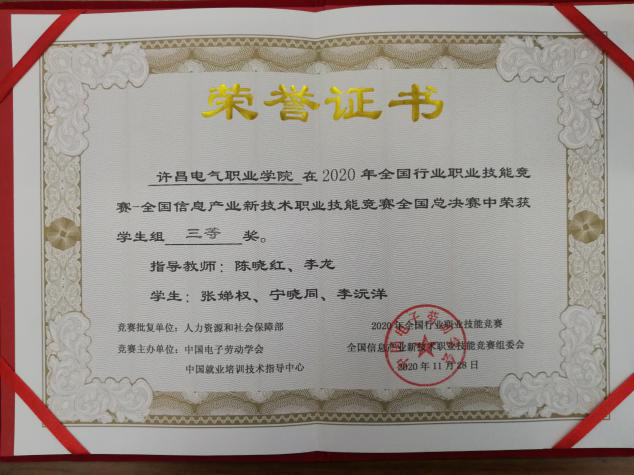 荣誉证书
许昌电气职业学院在2020年全国行业职业技能竞
赛-全国信息产业新技术职业技能竞赛全国总决赛中荣获
学生组 三等 奖。
指导教师：陈晓红、李龙
学生：张娣权、宁晓同、李沅洋
竞赛批复单位：人力资源和社会保障部
2020年全国行业职业技能竞赛
竞赛主办单位：中国电子劳动学会
全国信息产业新技术职业技能竞赛组委会
中国就业培训技术指导中心
2020年11月28日